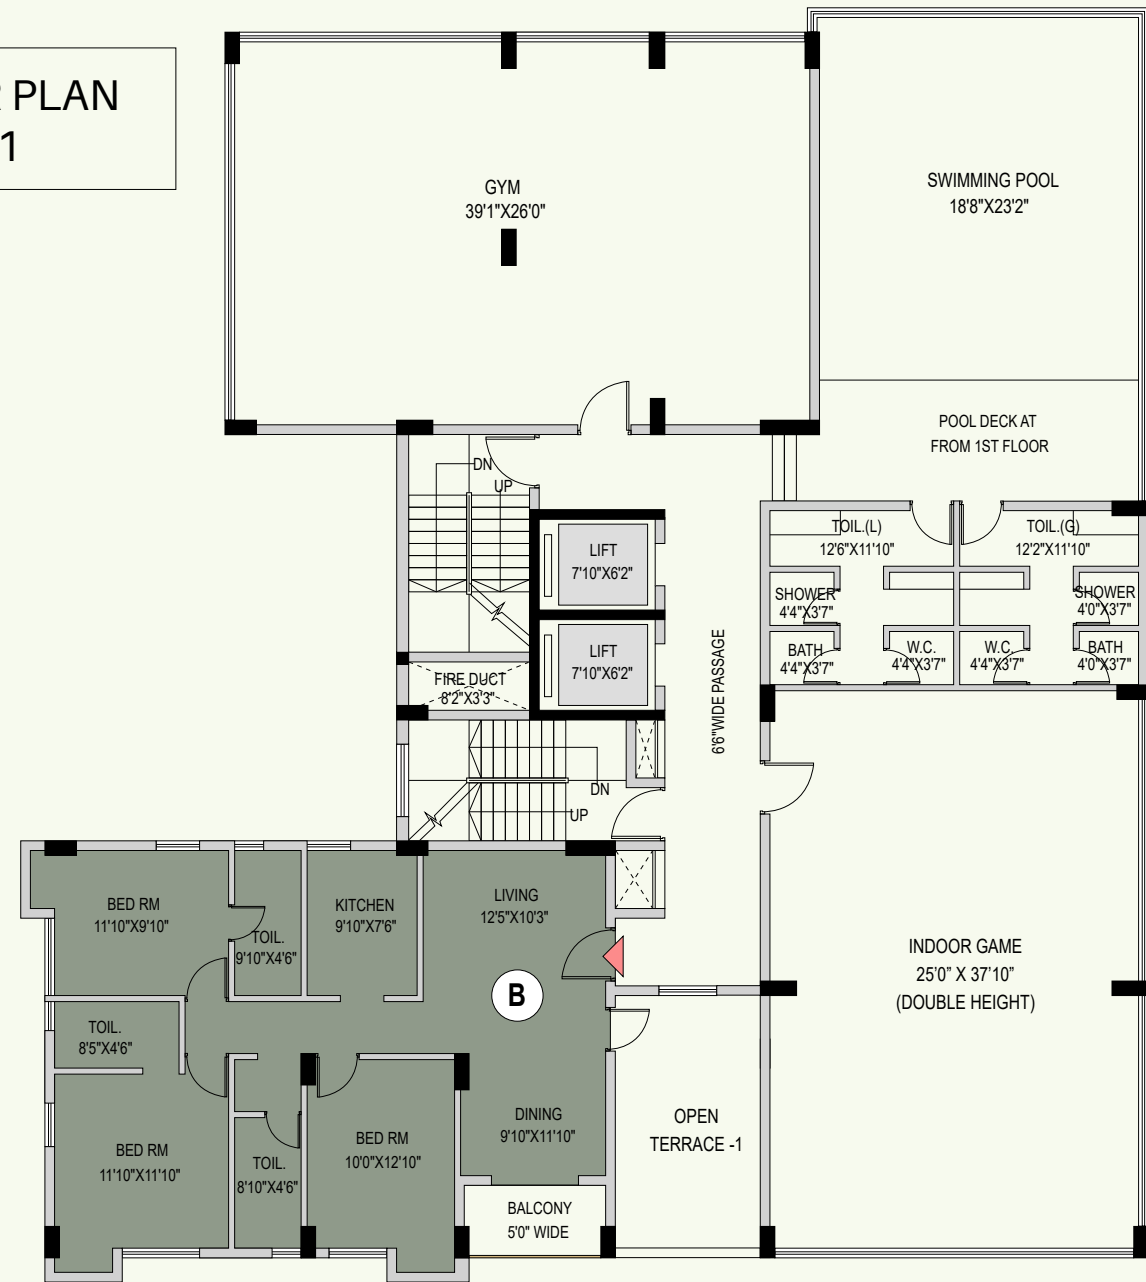 PLAN
1
GYM
39'1"X26'0"
SWIMMING POOL
18'8"X23'2"
POOL DECK AT
FROM 1ST FLOOR
DN
UP
LIFT
7'10"X6'2"
LIFT
7'10"X6'2"
TOIL.(L)
12'6"X11'10"
TOIL.(G)
12'2"X11'10"
SHOWER
4'4"X3'7"
SHOWER
4'0"X3'7"
BATH
4'4"X3'7"
W.C.
4'4"X3'7"
W.C.
4'4"X3'7"
BATH
4'0"X3'7"
FIRE DUCT
8'2"X3'3"
6'6"WIDE PASSAGE
DN
UP
BED RM
11'10"X9'10"
TOIL.
9'10"X4'6"
KITCHEN
9'10"X7'6"
LIVING
12'5"X10'3"
B
INDOOR GAME
25'0" X 37'10"
(DOUBLE HEIGHT)
TOIL.
8'5"X4'6"
BED RM
11'10"X11'10"
TOIL.
8'10"X4'6"
BED RM
10'0"X12'10"
DINING
9'10"X11'10"
OPEN
TERRACE -1
BALCONY
5'0" WIDE